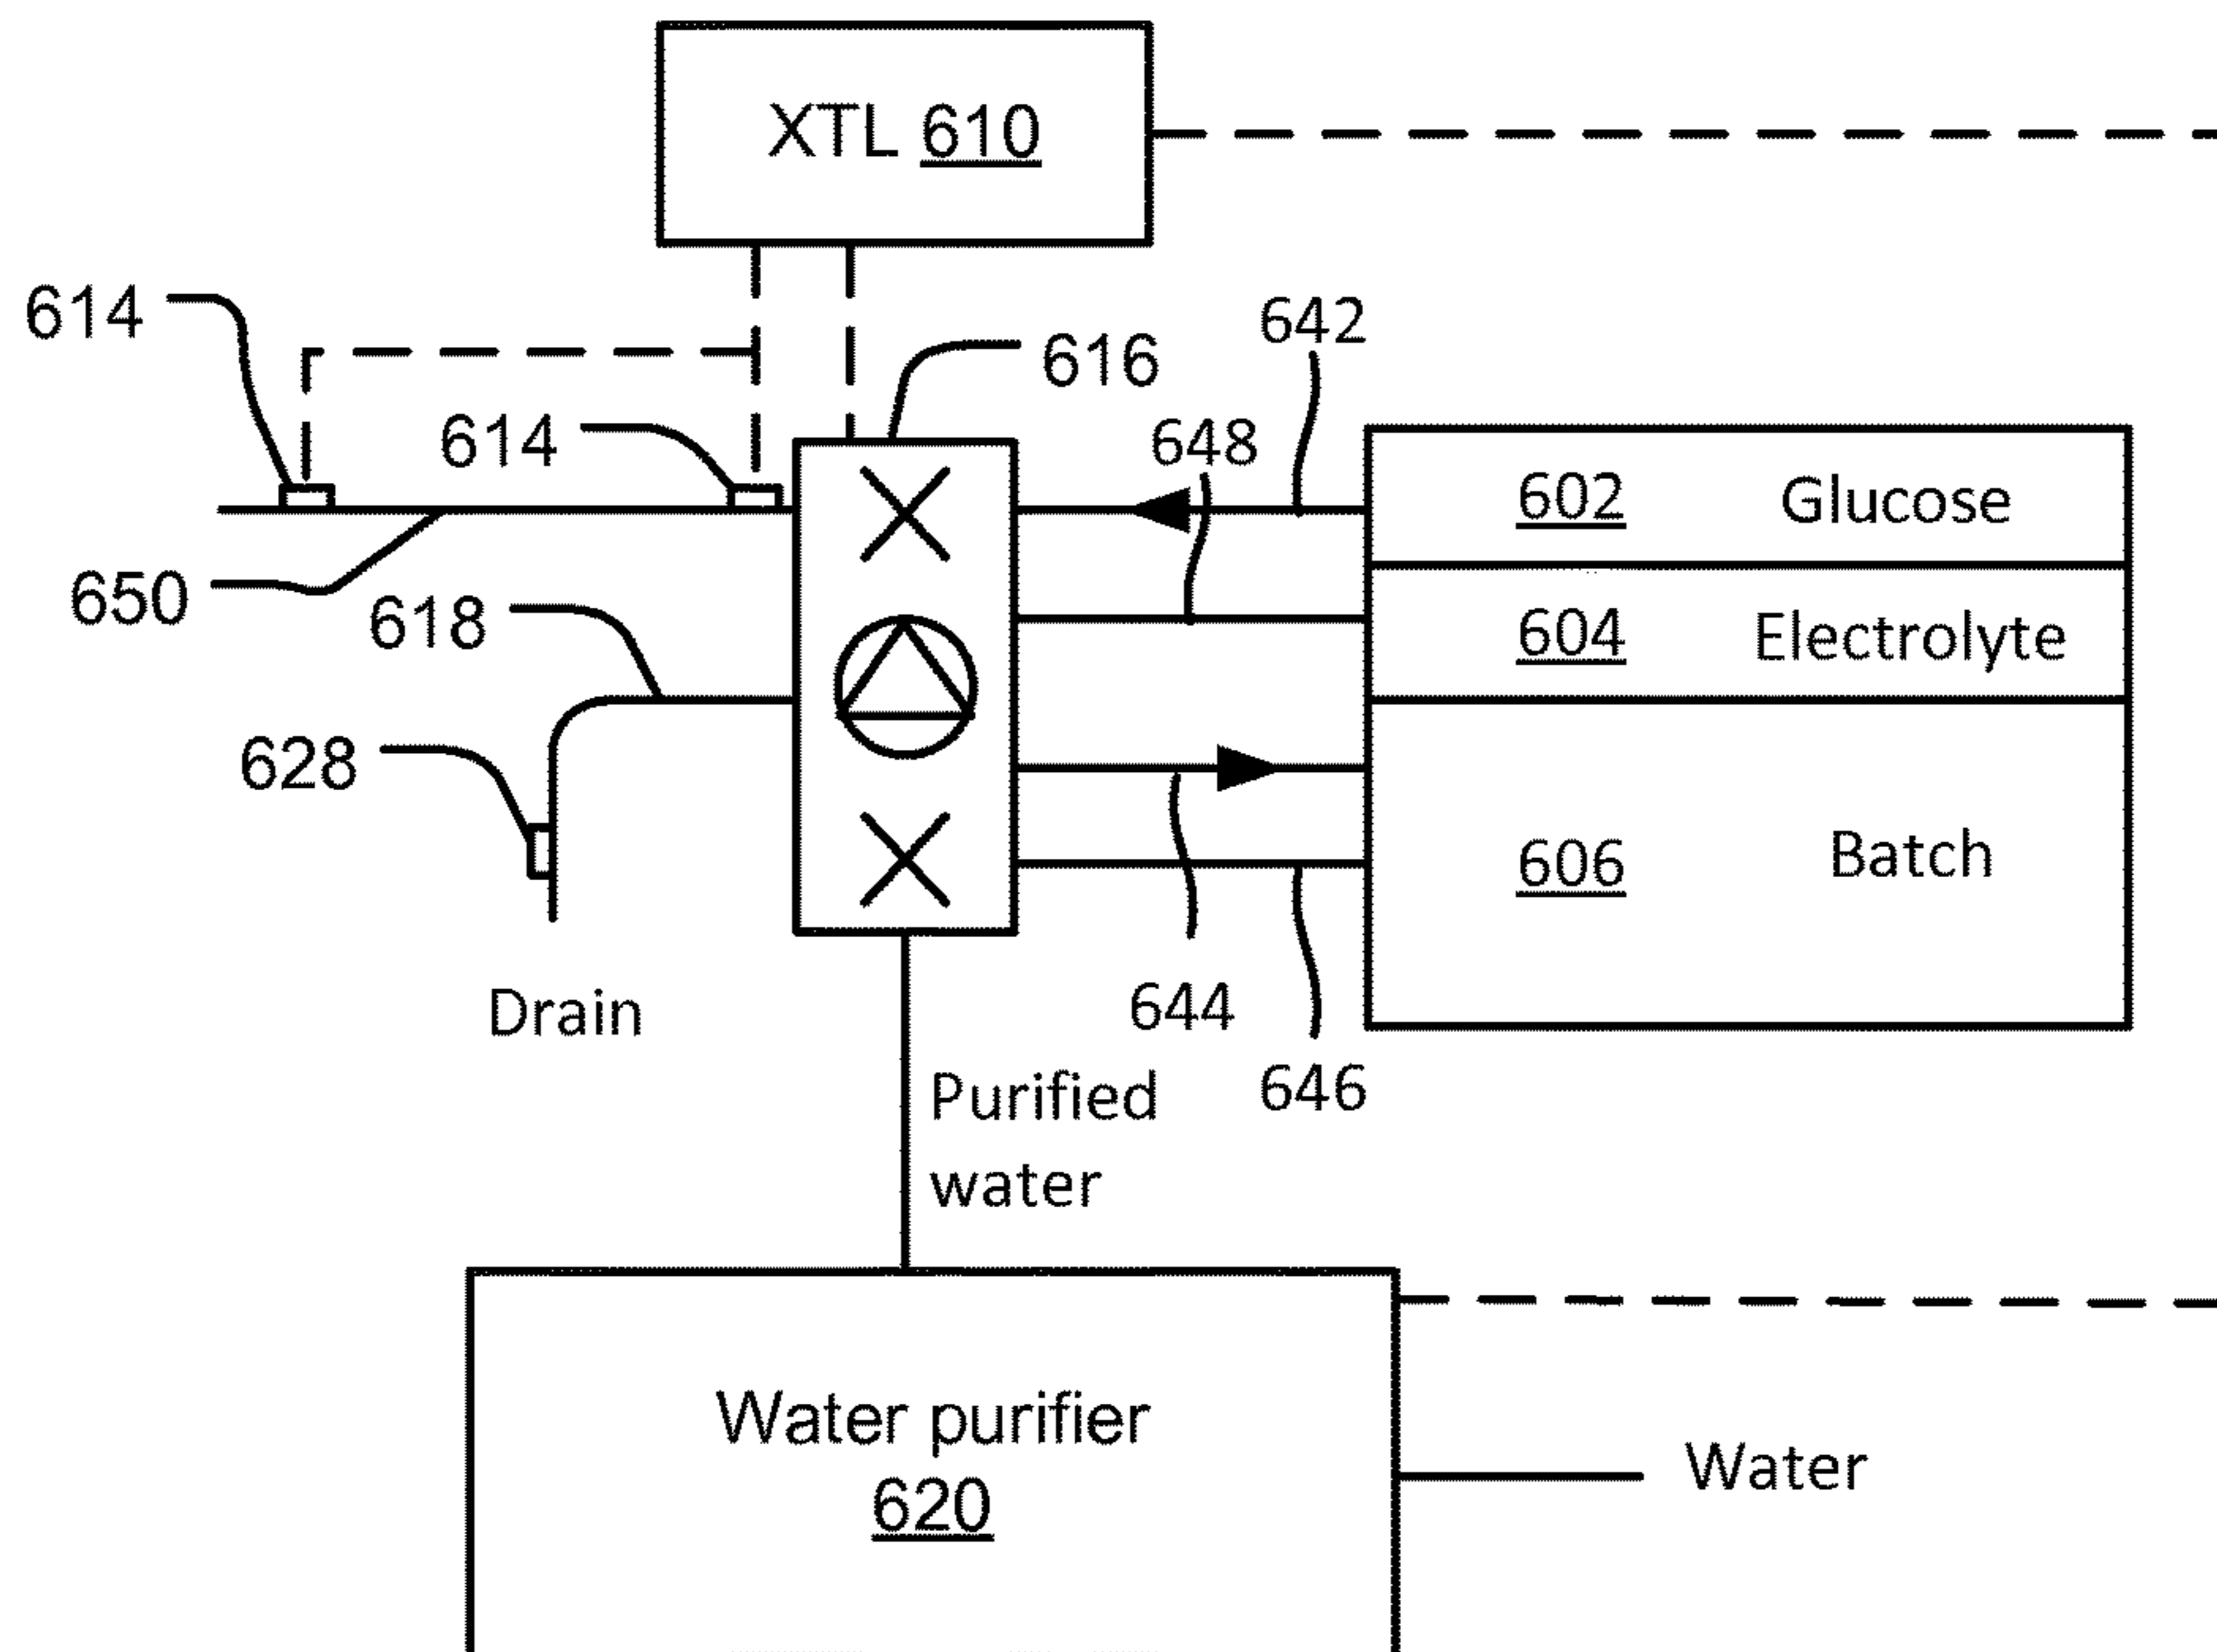 XTL 610
614
616
642
614
648
602 Glucose
650
618
604 Electrolyte
628
606 Batch
Drain
644
Purified
water
646
Water purifier
620
Water